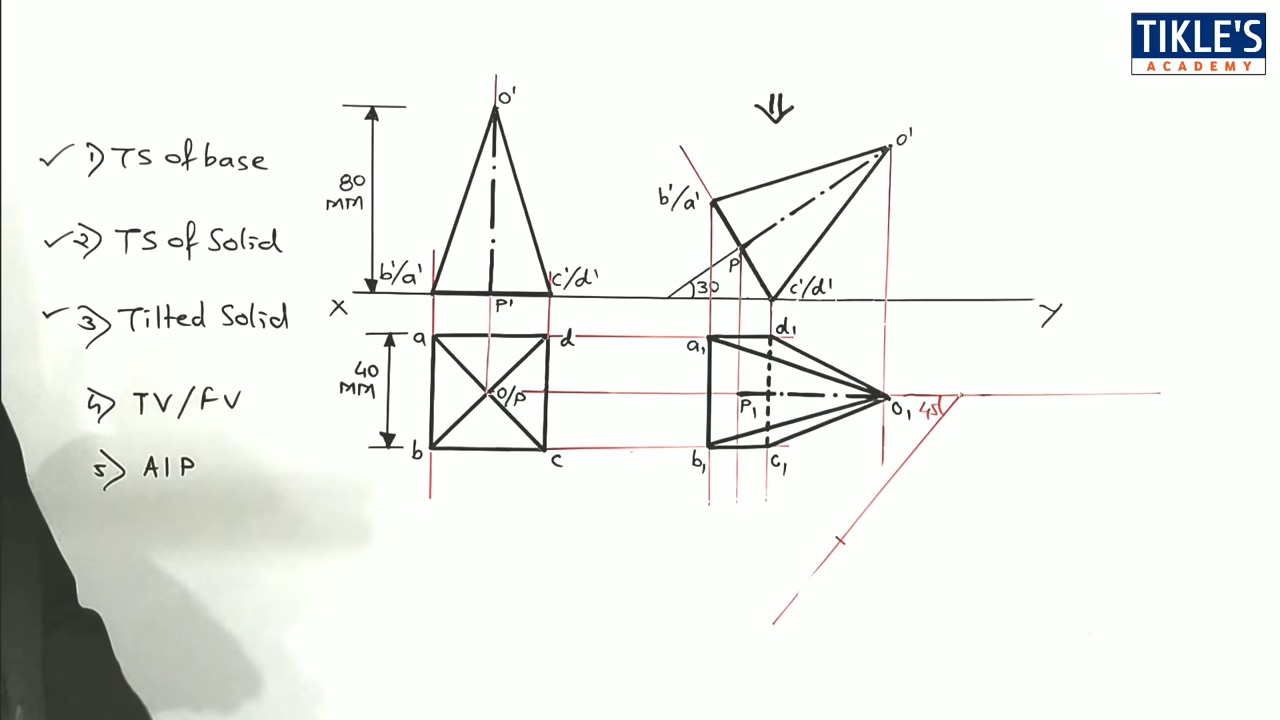 TIKLE'S
ACADEMY
✓ 1) TS of base
✓ 2) TS of Solid
✓ 3) Tilted Solid
4) TV/FV
5) AIP
80
MM
40
MM
O'
b'/a'
c'/d'
P'
X
a
d
O/P
b
c
O'
b'/a'
P
30
c'/d'
Y
a₁
d₁
P₁
O₁
45
b₁
c₁